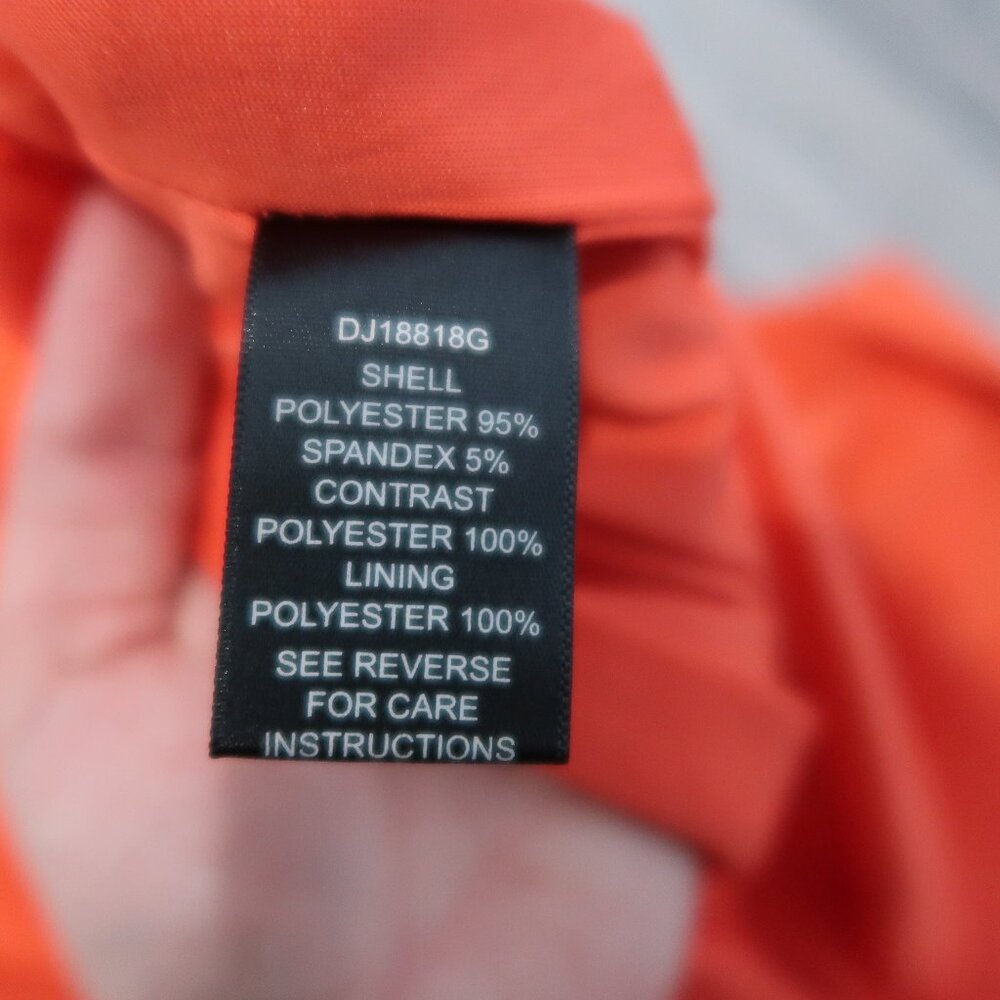 DJ18818G
SHELL
POLYESTER 95%
SPANDEX 5%
CONTRAST
POLYESTER 100%
LINING
POLYESTER 100%
SEE REVERSE
FOR CARE
INSTRUCTIONS